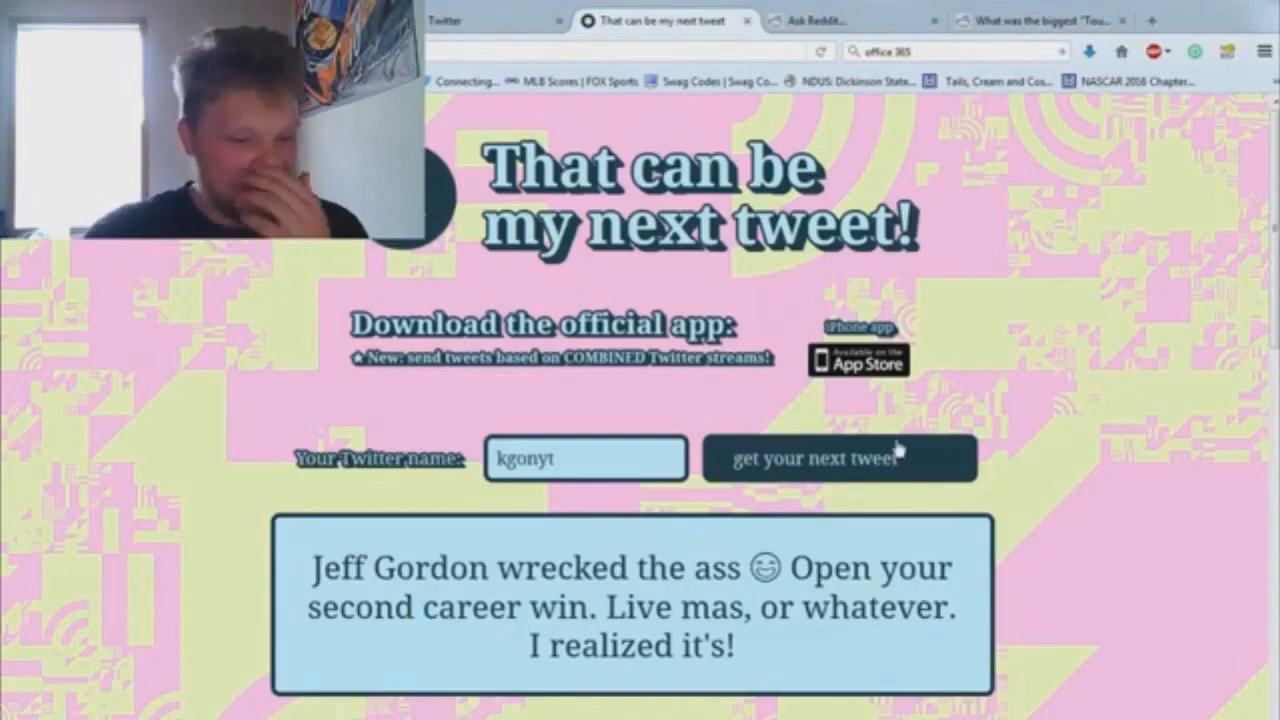 Twitter
That can be my next tweet
Ask Reddit...
What was the biggest "Tou...
office 365
Connecting...
MLB Scores | FOX Sports
Swag Codes | Swag Co...
NDUS: Dickinson State...
Tails, Cream and Cos...
NASCAR 2016 Chapter...
That can be
my next tweet!
Download the official app:
★ New: send tweets based on COMBINED Twitter streams!
iPhone app
Available on the
App Store
Your Twitter name:
kgonyt
get your next tweet
Jeff Gordon wrecked the ass 😄 Open your
second career win. Live mas, or whatever.
I realized it's!